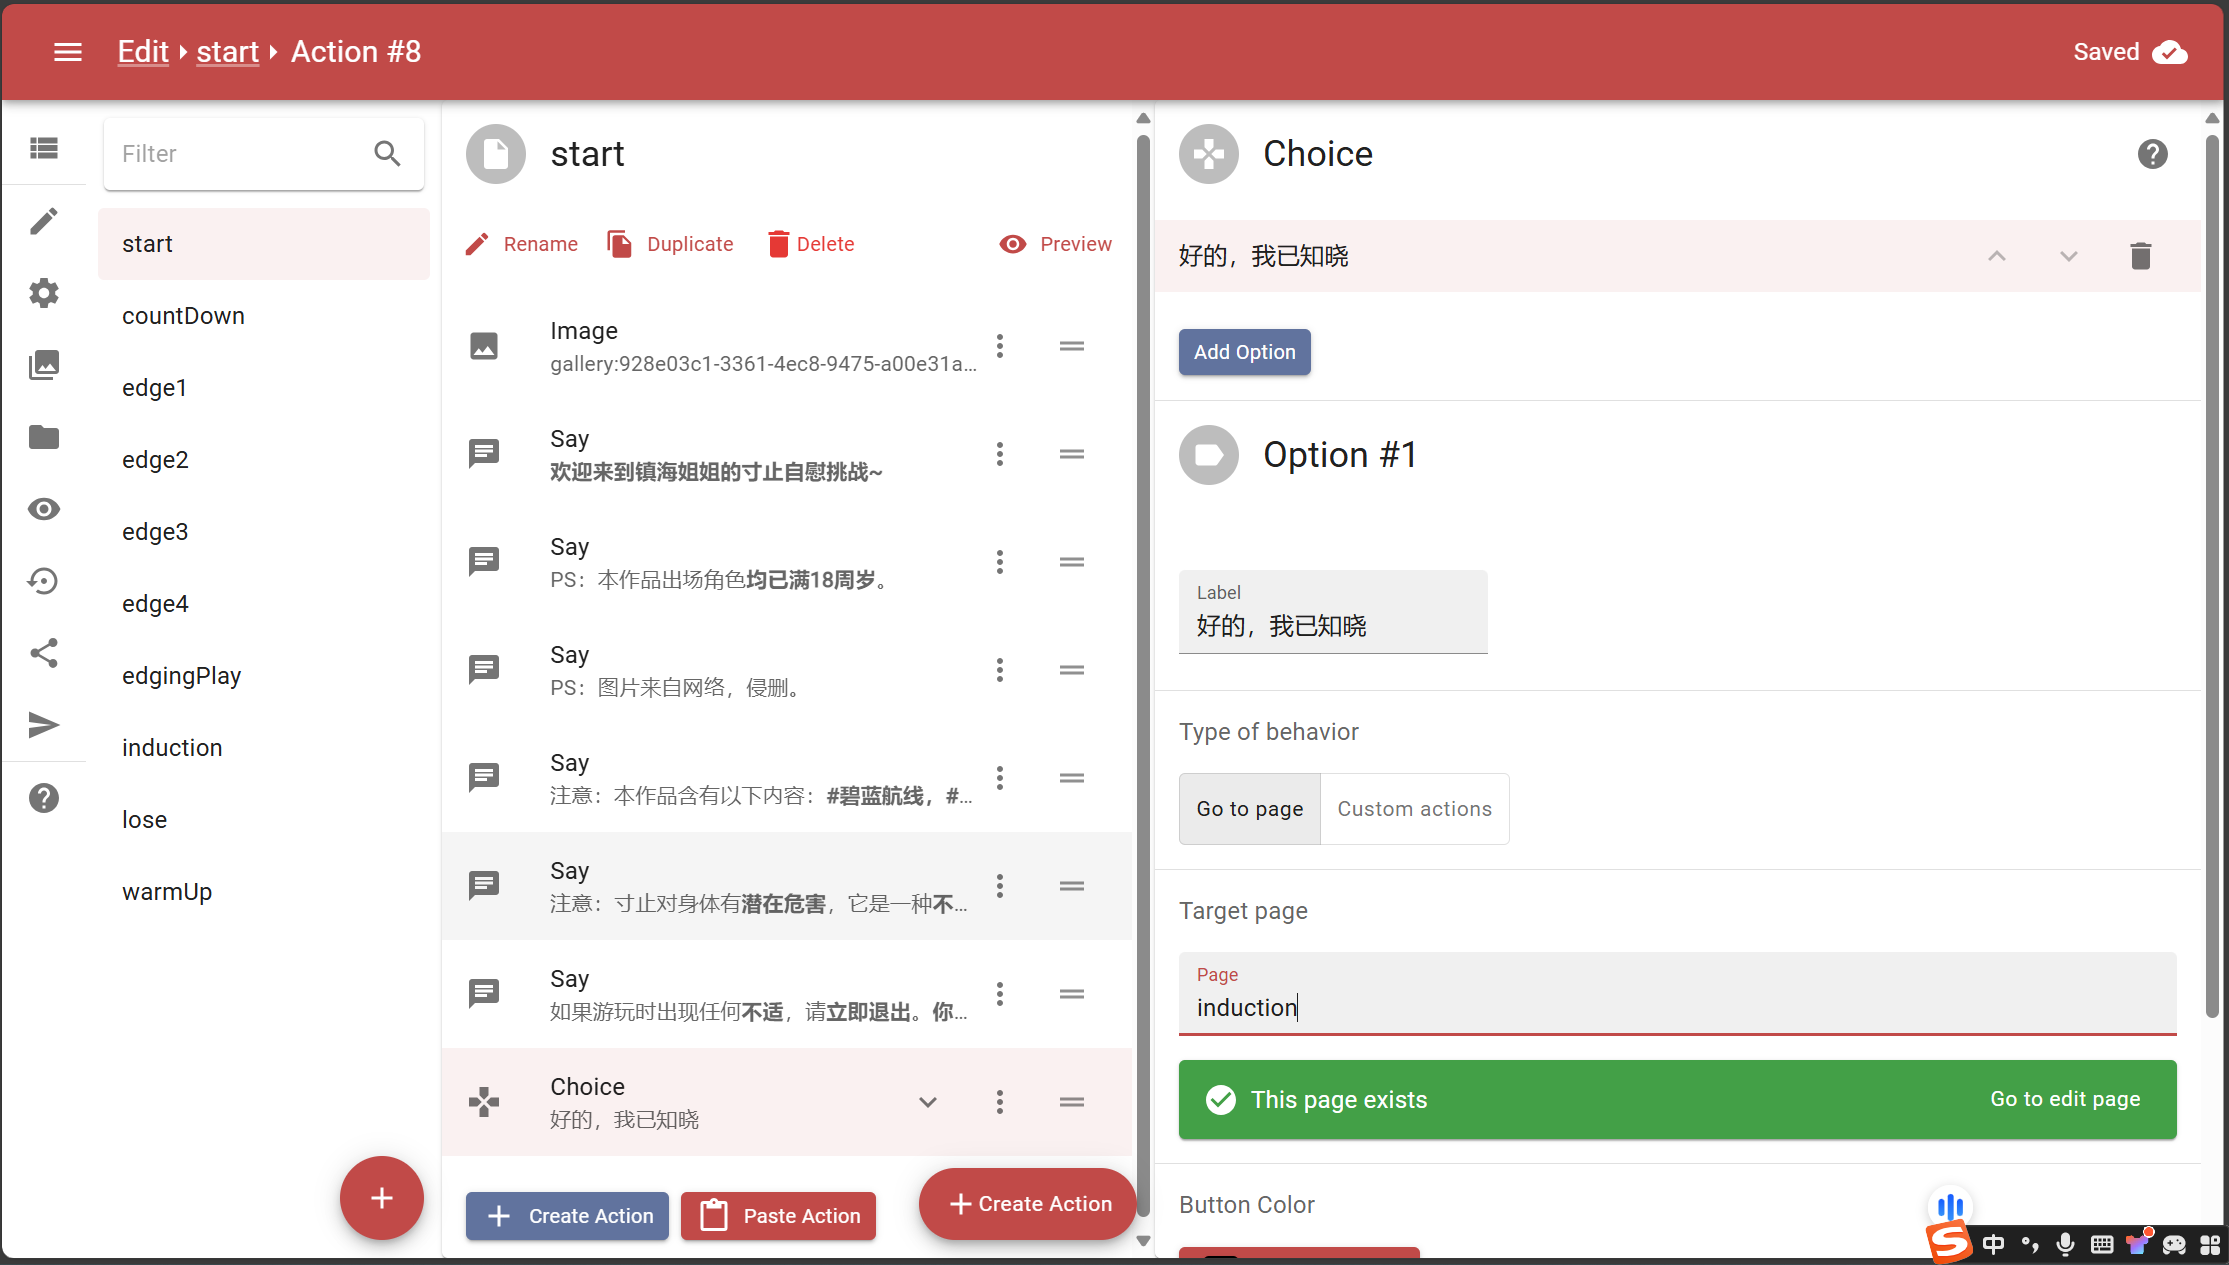 Edit
start
Action #8
Saved
Filter
start
countDown
edge1
edge2
edge3
edge4
edgingPlay
induction
lose
warmUp
start
Rename
Duplicate
Delete
Preview
Image
gallery:928e03c1-3361-4ec8-9475-a00e31a...
Say
欢迎来到镇海姐姐的寸止自慰挑战~
Say
PS：本作品出场角色均已满18周岁。
Say
PS：图片来自网络，侵删。
Say
注意：本作品含有以下内容：#碧蓝航线，#...
Say
注意：寸止对身体有潜在危害，它是一种不...
Say
如果游玩时出现任何不适，请立即退出。你...
Choice
好的，我已知晓
Create Action
Paste Action
Create Action
Choice
好的，我已知晓
Add Option
Option #1
Label
好的，我已知晓
Type of behavior
Go to page
Custom actions
Target page
Page
induction
This page exists
Go to edit page
Button Color
中